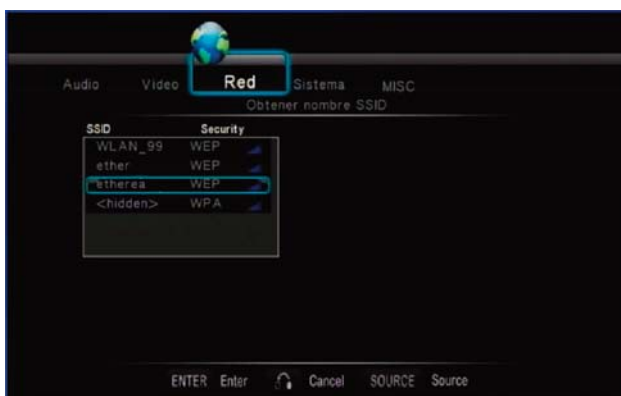 Audio Video Red Sistema MISC
Obtener nombre SSID
SSID Security
WLAN_99 WEP
ether WEP
etherea WEP
<hidden> WPA
ENTER Enter Cancel SOURCE Source